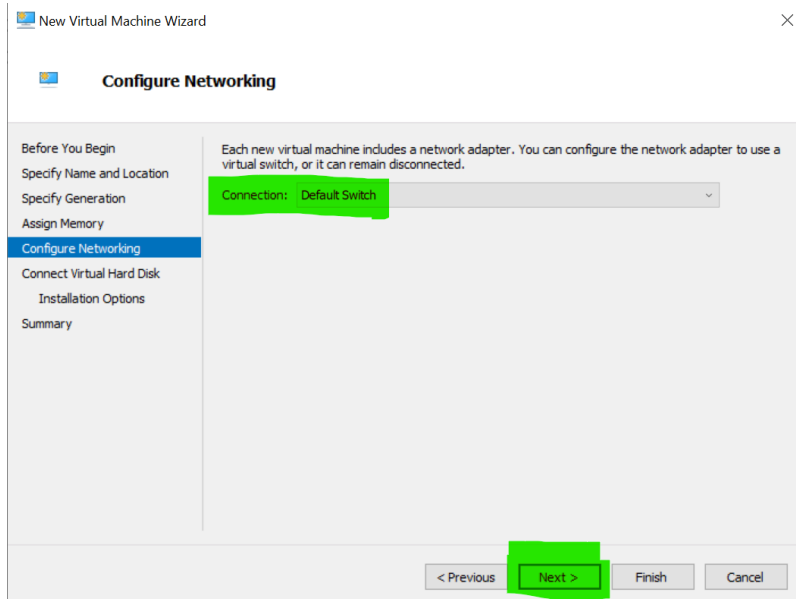 New Virtual Machine Wizard
Configure Networking
Before You Begin
Specify Name and Location
Specify Generation
Assign Memory
Configure Networking
Connect Virtual Hard Disk
Installation Options
Summary
Each new virtual machine includes a network adapter. You can configure the network adapter to use a
virtual switch, or it can remain disconnected.
Connection: Default Switch
< Previous Next > Finish Cancel